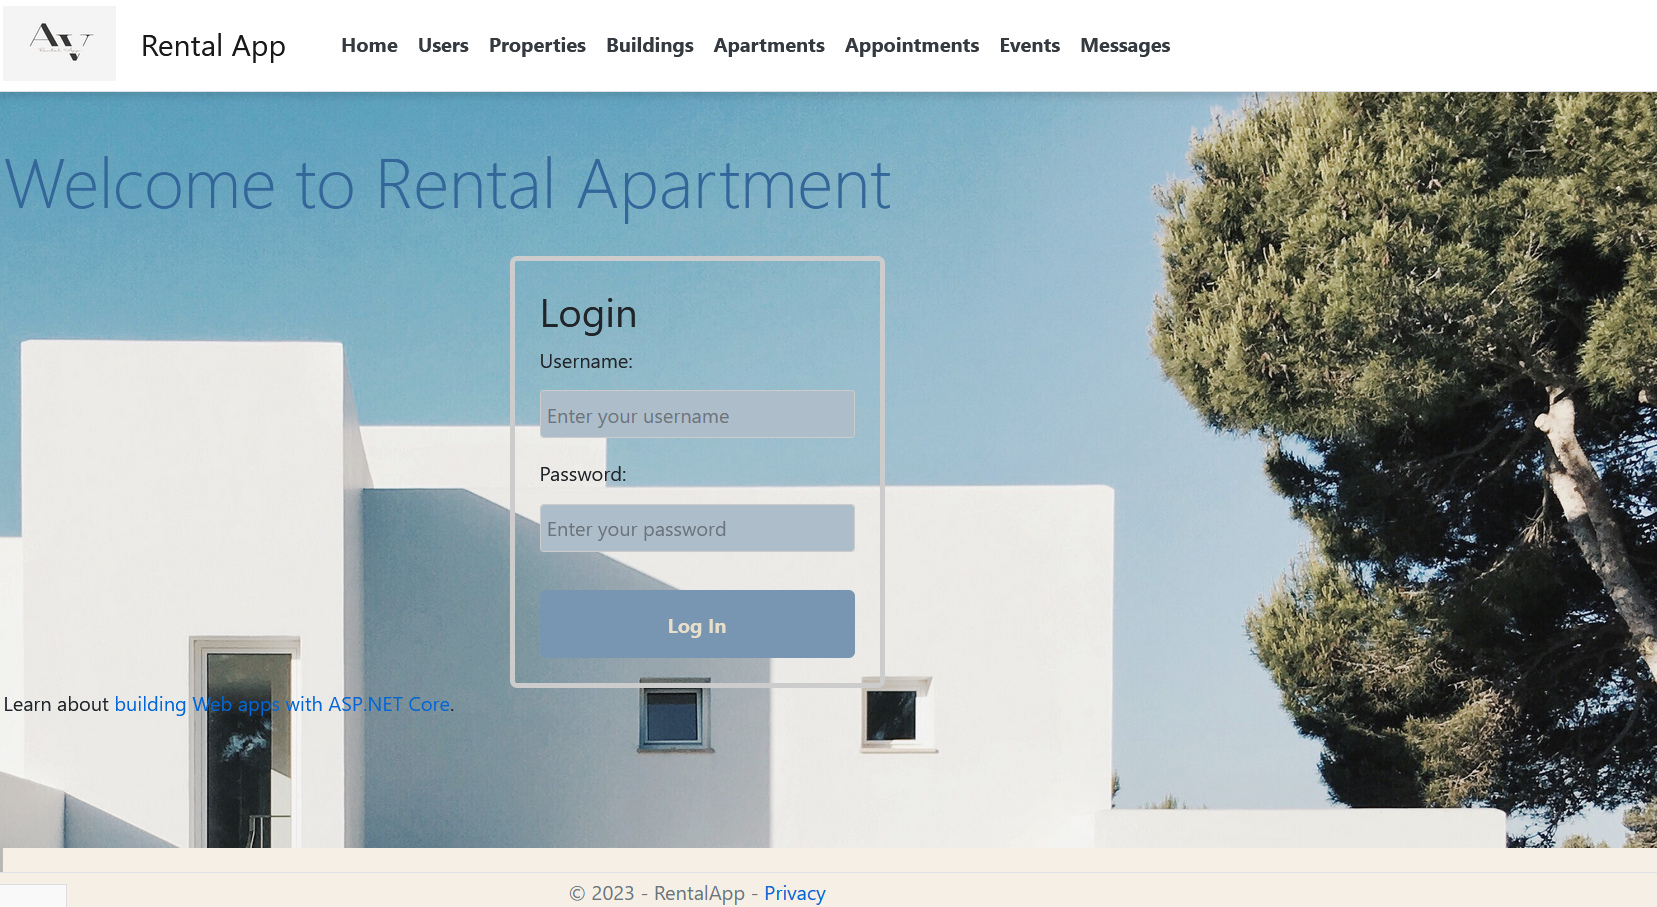 Rental App
Home Users Properties Buildings Apartments Appointments Events Messages
Welcome to Rental Apartment
Login
Username:
Enter your username
Password:
Enter your password
Log In
Learn about building Web apps with ASP.NET Core.
© 2023 - RentalApp - Privacy